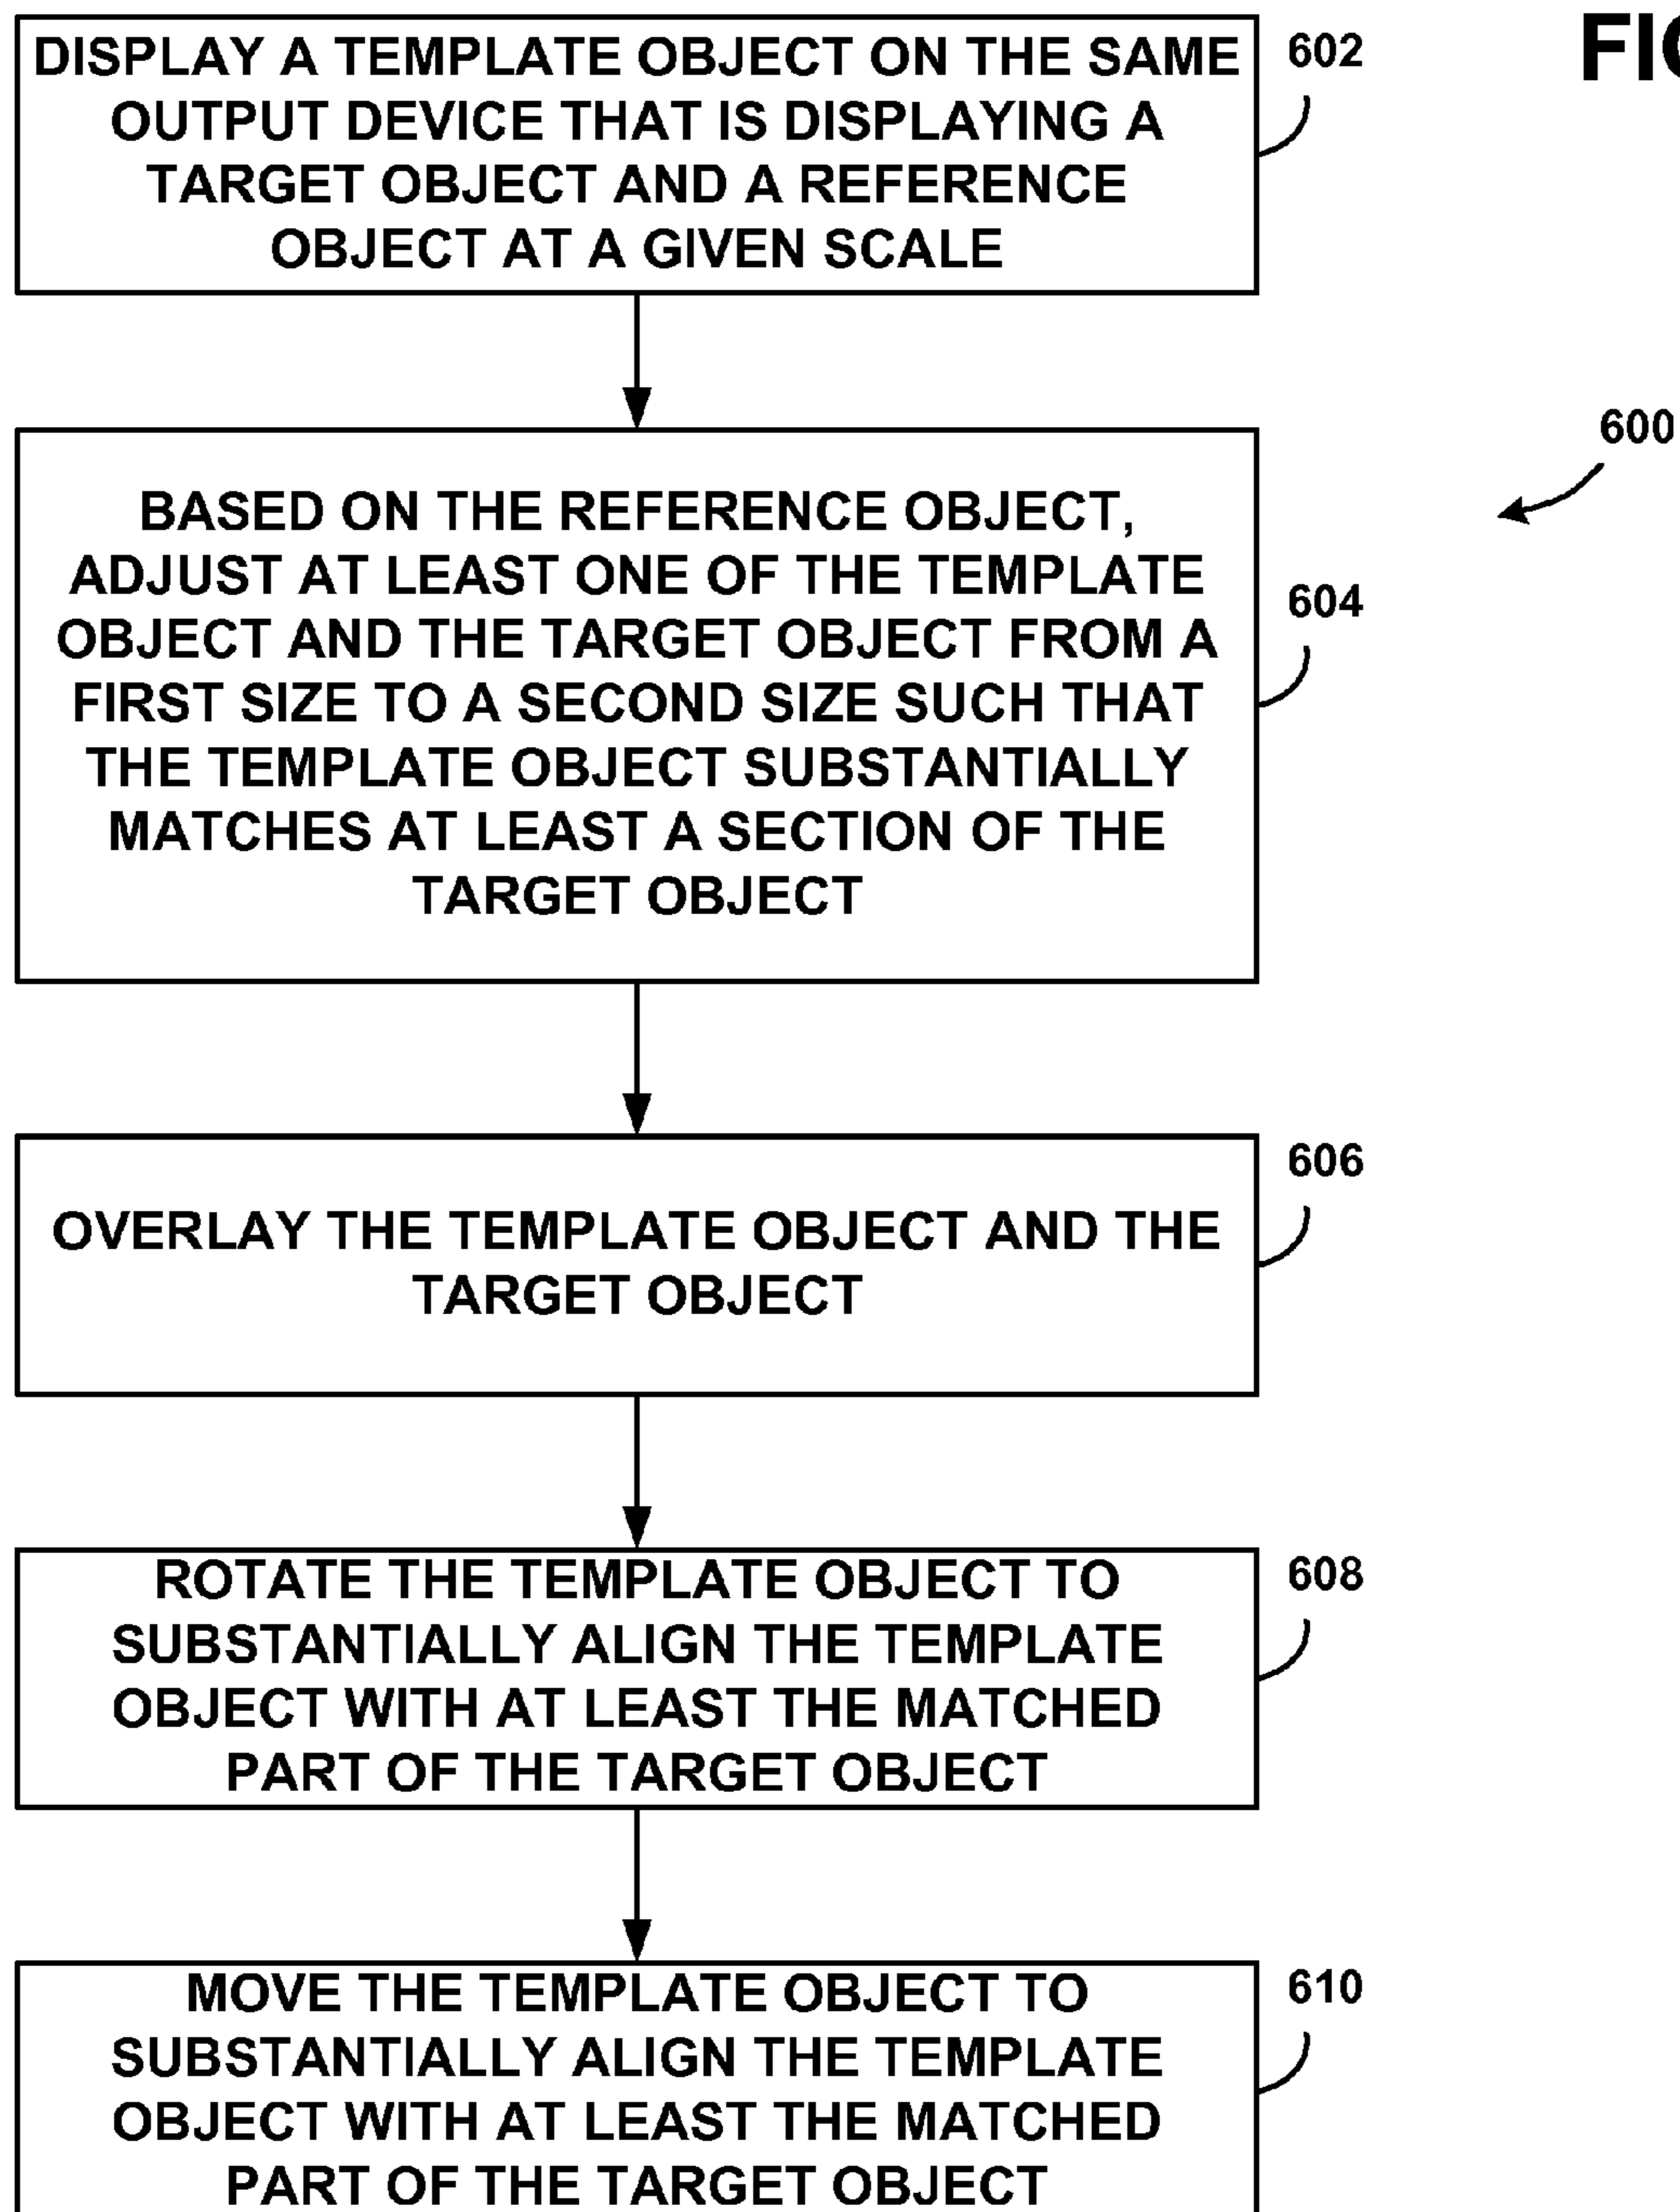 DISPLAY A TEMPLATE OBJECT ON THE SAME
OUTPUT DEVICE THAT IS DISPLAYING A
TARGET OBJECT AND A REFERENCE
OBJECT AT A GIVEN SCALE
602
600
BASED ON THE REFERENCE OBJECT,
ADJUST AT LEAST ONE OF THE TEMPLATE
OBJECT AND THE TARGET OBJECT FROM A
FIRST SIZE TO A SECOND SIZE SUCH THAT
THE TEMPLATE OBJECT SUBSTANTIALLY
MATCHES AT LEAST A SECTION OF THE
TARGET OBJECT
604
OVERLAY THE TEMPLATE OBJECT AND THE
TARGET OBJECT
606
ROTATE THE TEMPLATE OBJECT TO
SUBSTANTIALLY ALIGN THE TEMPLATE
OBJECT WITH AT LEAST THE MATCHED
PART OF THE TARGET OBJECT
608
MOVE THE TEMPLATE OBJECT TO
SUBSTANTIALLY ALIGN THE TEMPLATE
OBJECT WITH AT LEAST THE MATCHED
PART OF THE TARGET OBJECT
610